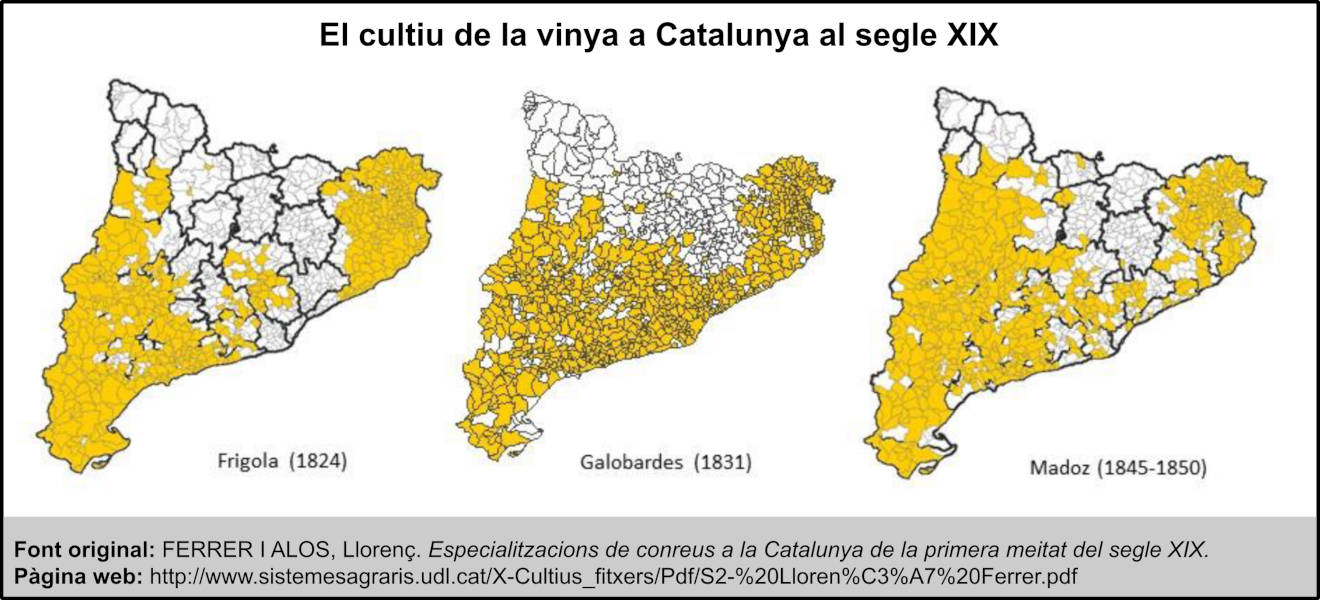 El cultiu de la vinya a Catalunya al segle XIX
Frigola (1824)
Galobardes (1831)
Madoz (1845-1850)
Font original: FERRER I ALOS, Llorenç. Especialitzacions de conreus a la Catalunya de la primera meitat del segle XIX.
Pàgina web: http://www.sistemesagraris.udl.cat/X-Cultius_fitxers/Pdf/S2-%20Lloren%C3%A7%20Ferrer.pdf